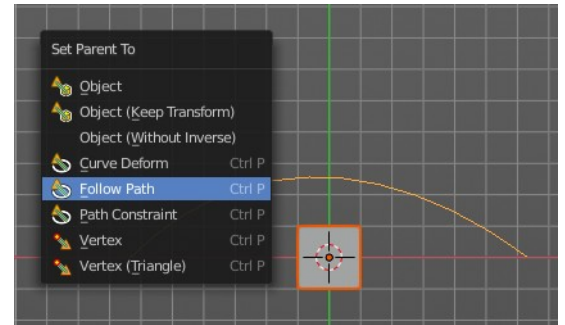 Set Parent To
Object
Object (Keep Transform)
Object (Without Inverse)
Curve Deform Ctrl P
Follow Path Ctrl P
Path Constraint Ctrl P
Vertex Ctrl P
Vertex (Triangle) Ctrl P